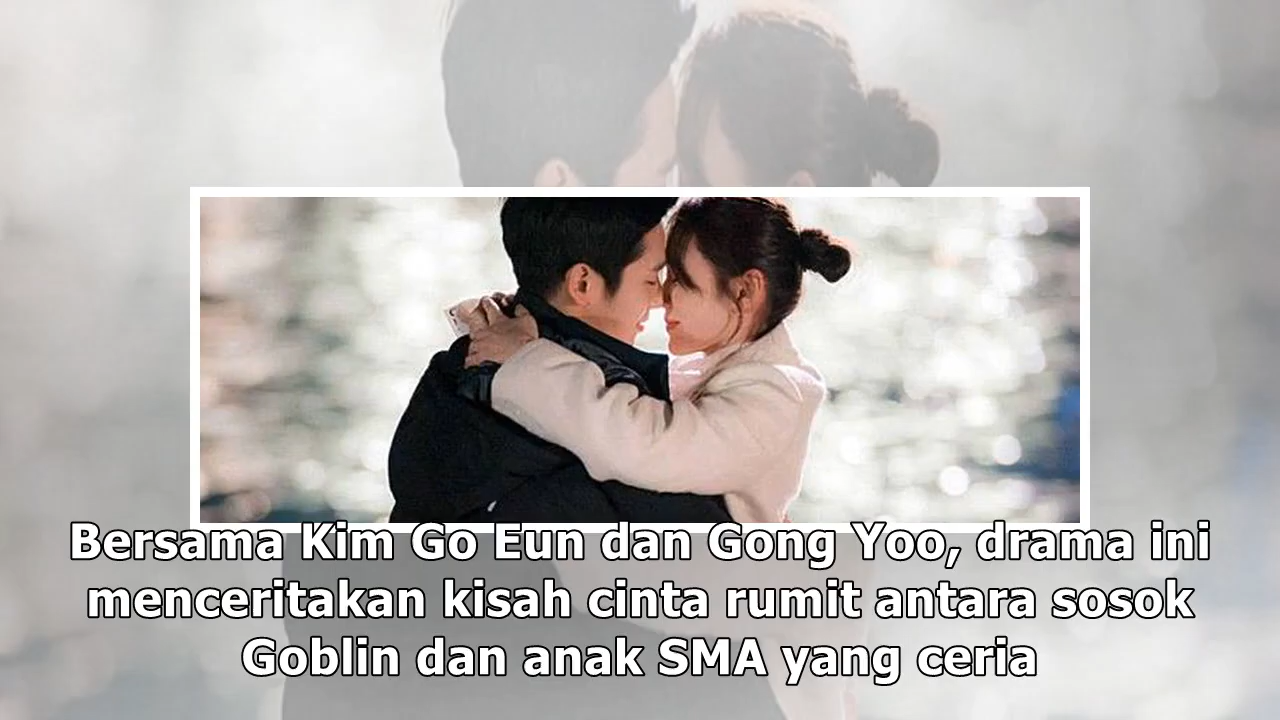 Bersama Kim Go Eun dan Gong Yoo, drama ini
menceritakan kisah cinta rumit antara sosok
Goblin dan anak SMA yang ceria